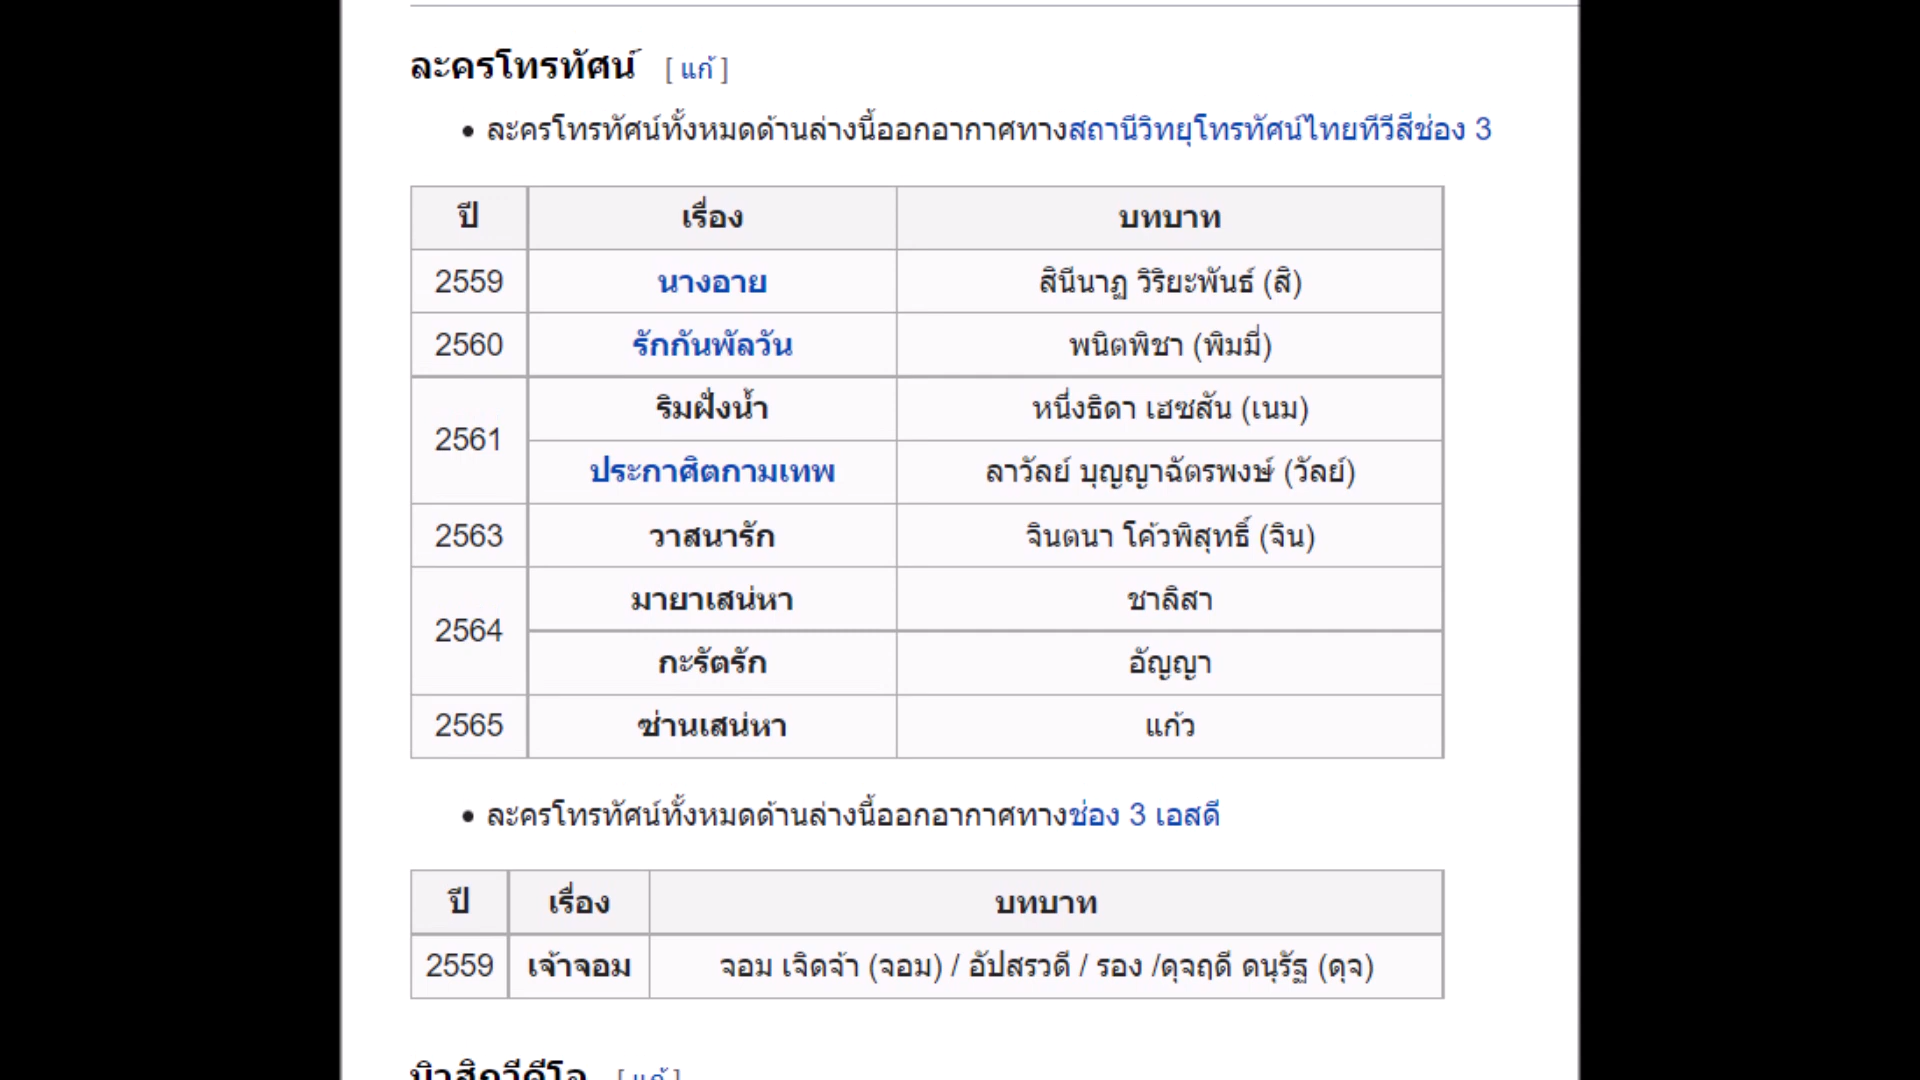 ละครโทรทัศน์ [ แก้ ]
• ละครโทรทัศน์ทั้งหมดด้านล่างนี้ออกอากาศทางสถานีวิทยุโทรทัศน์ไทยทีวีสีช่อง 3
ปี เรื่อง บทบาท
2559 นางอาย สินีนาฏ วิริยะพันธ์ (สิ)
2560 รักกันพัลวัน พนิตพิชา (พิมมี่)
2561 ริมฝั่งน้ำ หนึ่งธิดา เฮซสัน (เนม)
ประกาศิตกามเทพ ลาวัลย์ บุญญาฉัตรพงษ์ (วัลย์)
2563 วาสนารัก จินตนา โค้วพิสุทธิ์ (จิน)
2564 มายาเสน่หา ชาลิสา
กะรัตรัก อัญญา
2565 ซ่านเสน่หา แก้ว
• ละครโทรทัศน์ทั้งหมดด้านล่างนี้ออกอากาศทางช่อง 3 เอสดี
ปี เรื่อง บทบาท
2559 เจ้าจอม จอม เจิดจ้า (จอม) / อัปสรวดี / รอง /ดุจฤดี ดนุรัฐ (ดุจ)
มิวสิกวีดีโอ [ แก้ ]